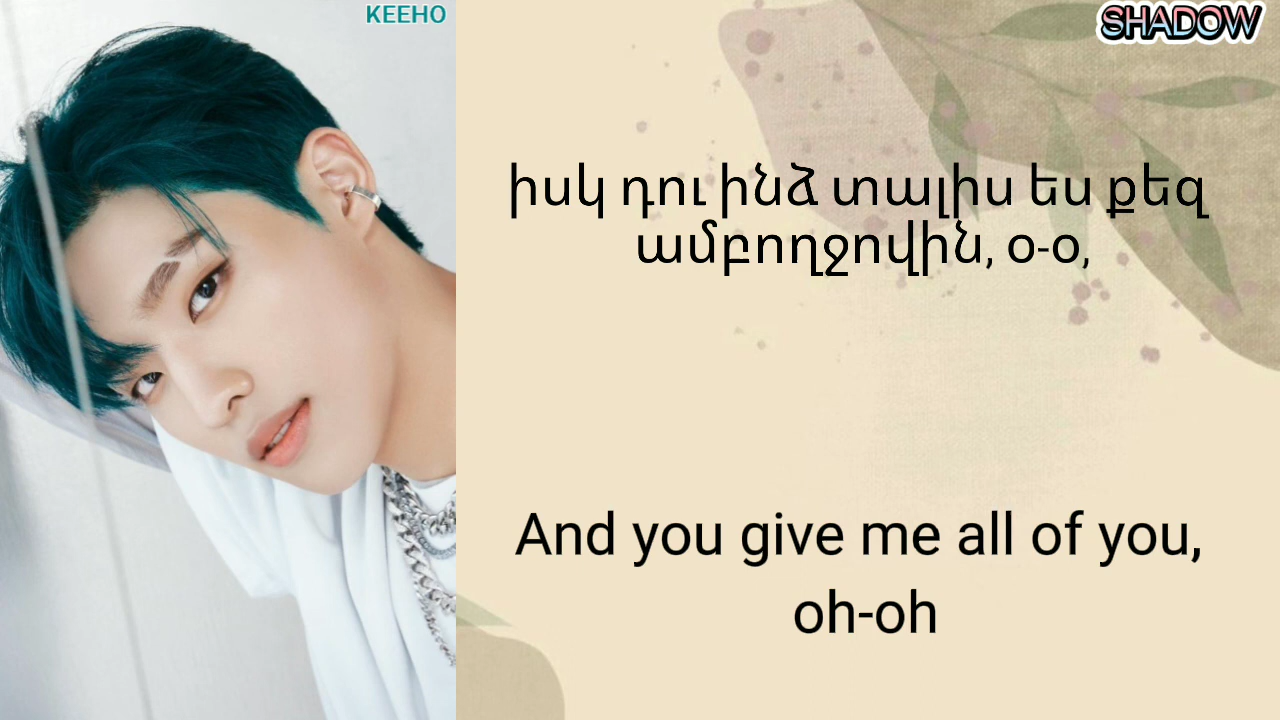 KEEHO
SHADOW
իսկ դու ինձ տալիս ես քեզ
ամբողջովին, օ-օ,
And you give me all of you,
oh-oh